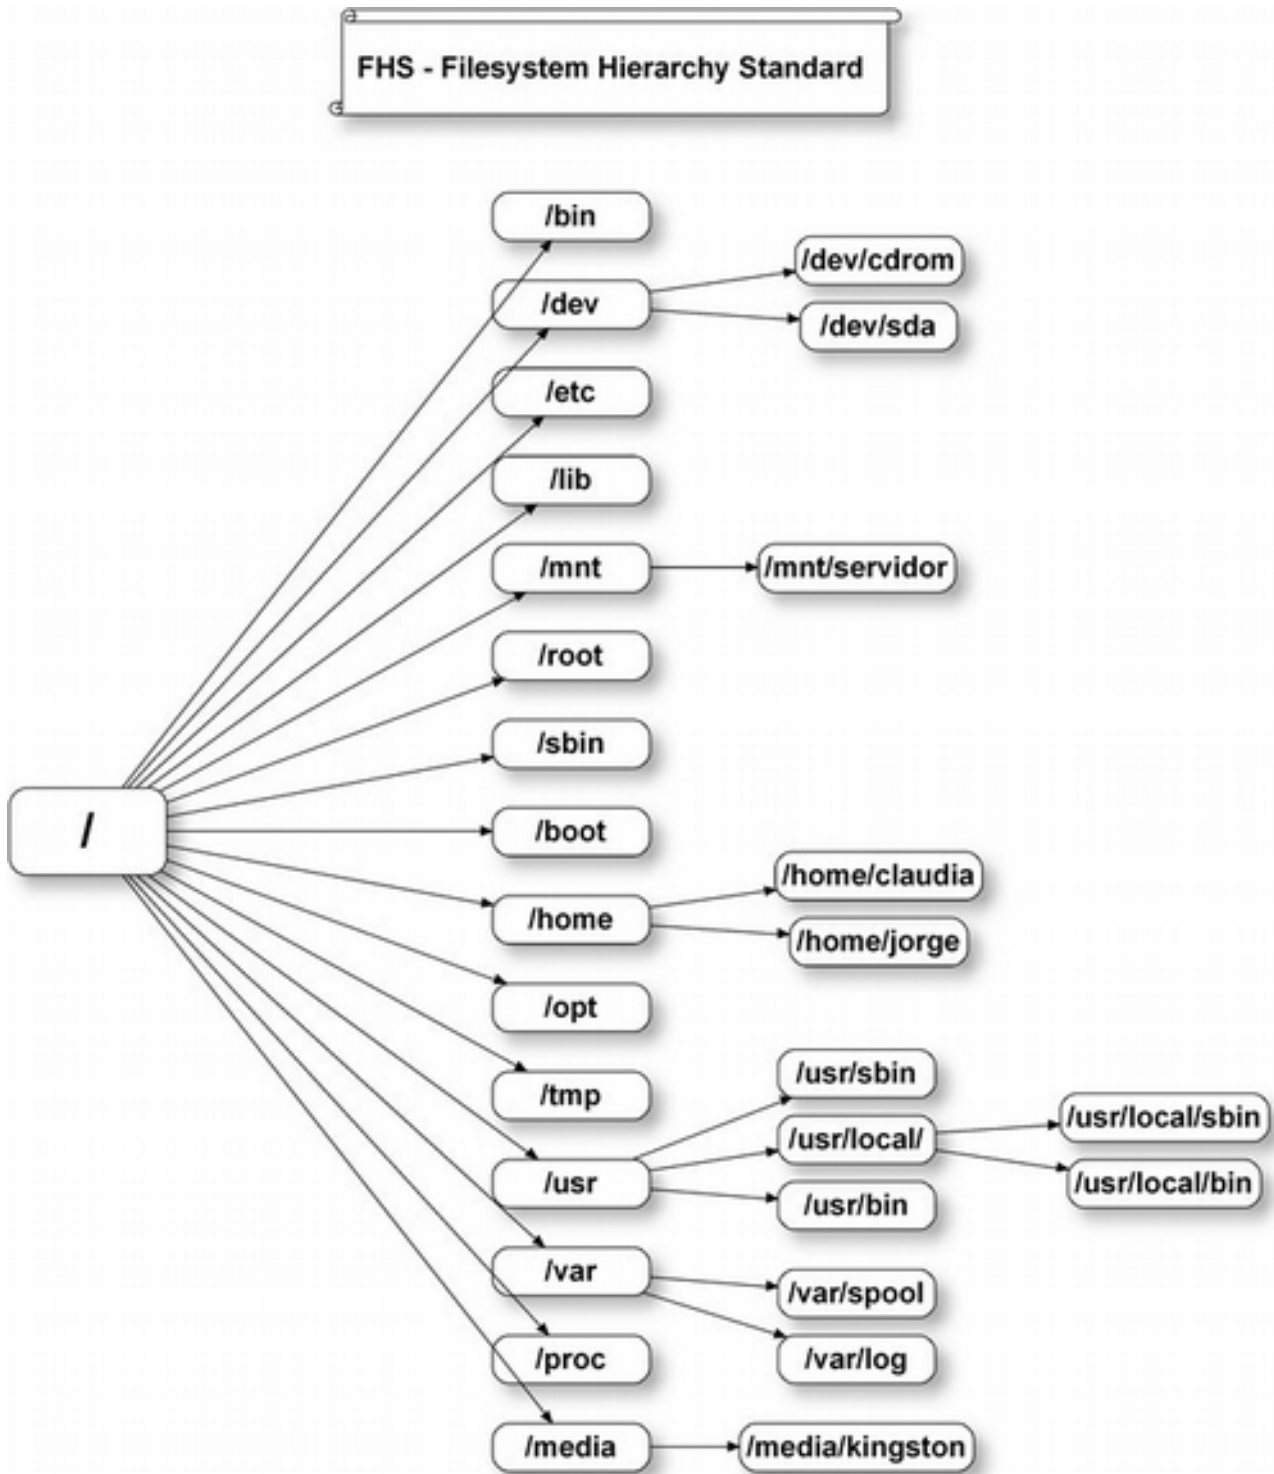 FHS - Filesystem Hierarchy Standard
/bin
/dev
/dev/cdrom
/dev/sda
/etc
/lib
/mnt
/mnt/servidor
/root
/sbin
/
/boot
/home
/home/claudia
/home/jorge
/opt
/tmp
/usr
/usr/sbin
/usr/local/
/usr/local/sbin
/usr/local/bin
/usr/bin
/var
/var/spool
/var/log
/proc
/media
/media/kingston